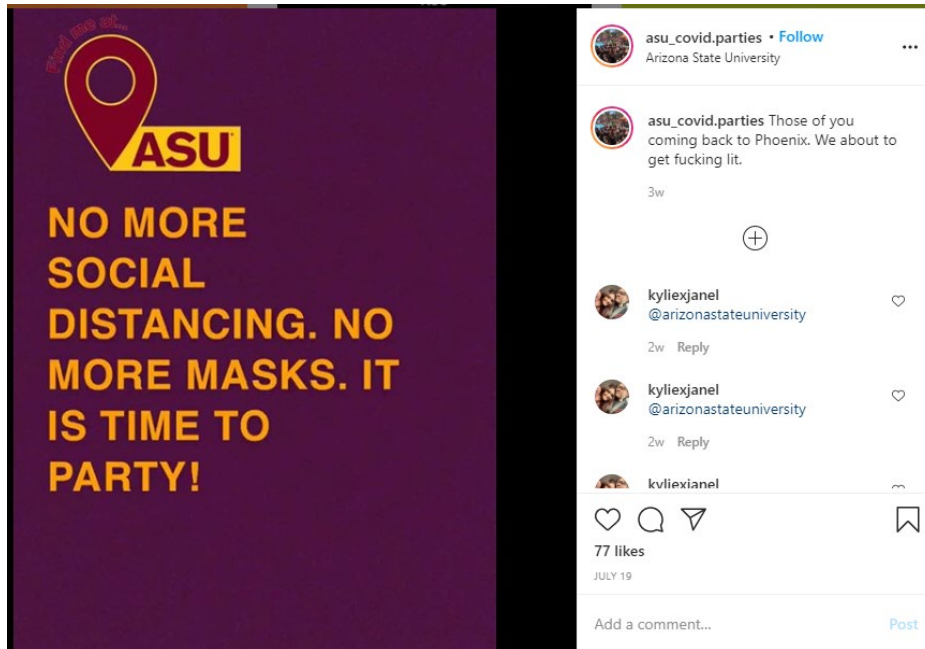 Find me at...
ASU
NO MORE
SOCIAL
DISTANCING. NO
MORE MASKS. IT
IS TIME TO
PARTY!
asu_covid.parties • Follow
Arizona State University
asu_covid.parties Those of you
coming back to Phoenix. We about to
get fucking lit.
3w
kyliexjanel
@arizonastateuniversity
2w Reply
kyliexjanel
@arizonastateuniversity
2w Reply
kyliexjanel
77 likes
JULY 19
Add a comment...
Post